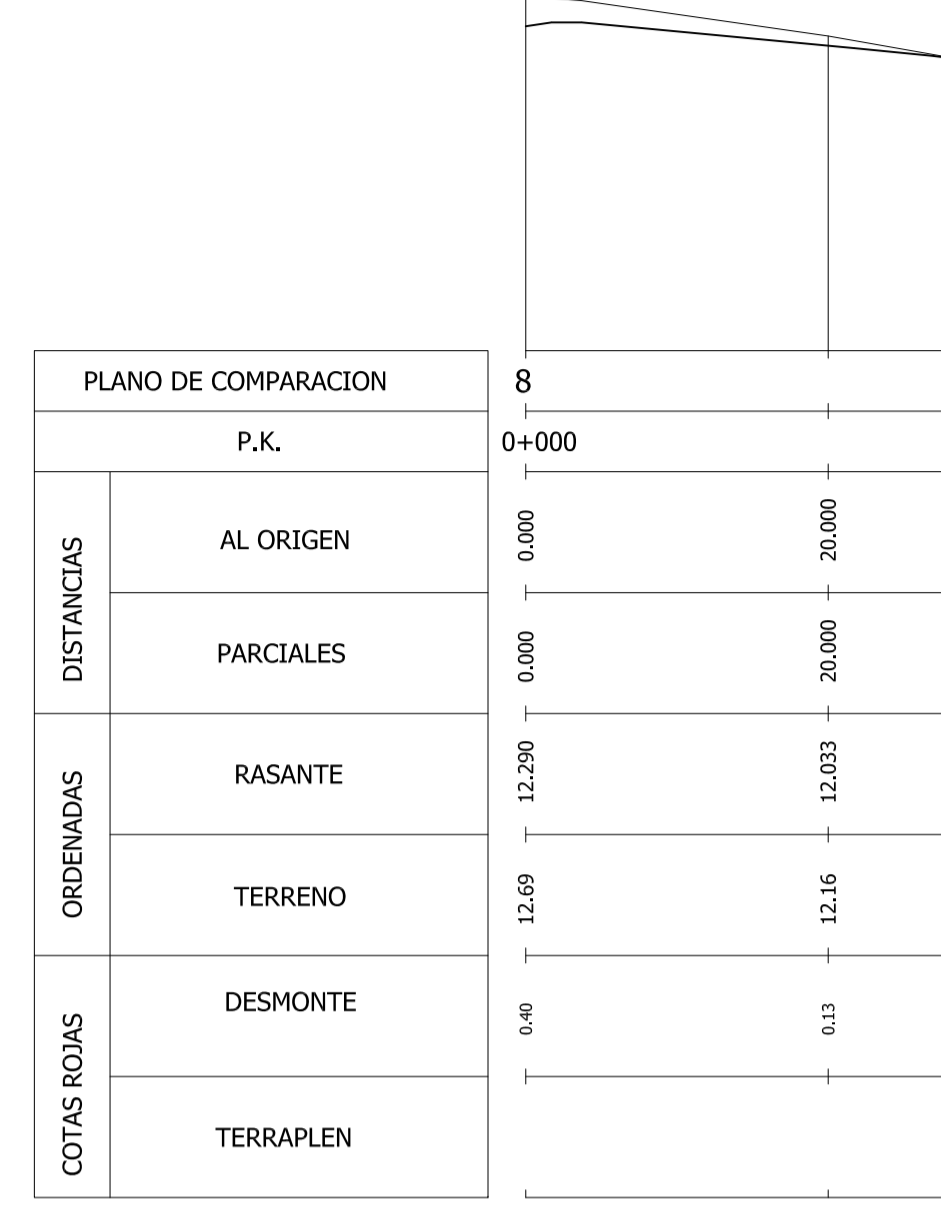 PLANO DE COMPARACION
8
P.K.
0+000
DISTANCIAS
AL ORIGEN
0.000
20.000
PARCIALES
0.000
20.000
ORDENADAS
RASANTE
12.290
12.033
TERRENO
12.69
12.16
COTAS ROJAS
DESMONTE
0.40
0.13
TERRAPLEN